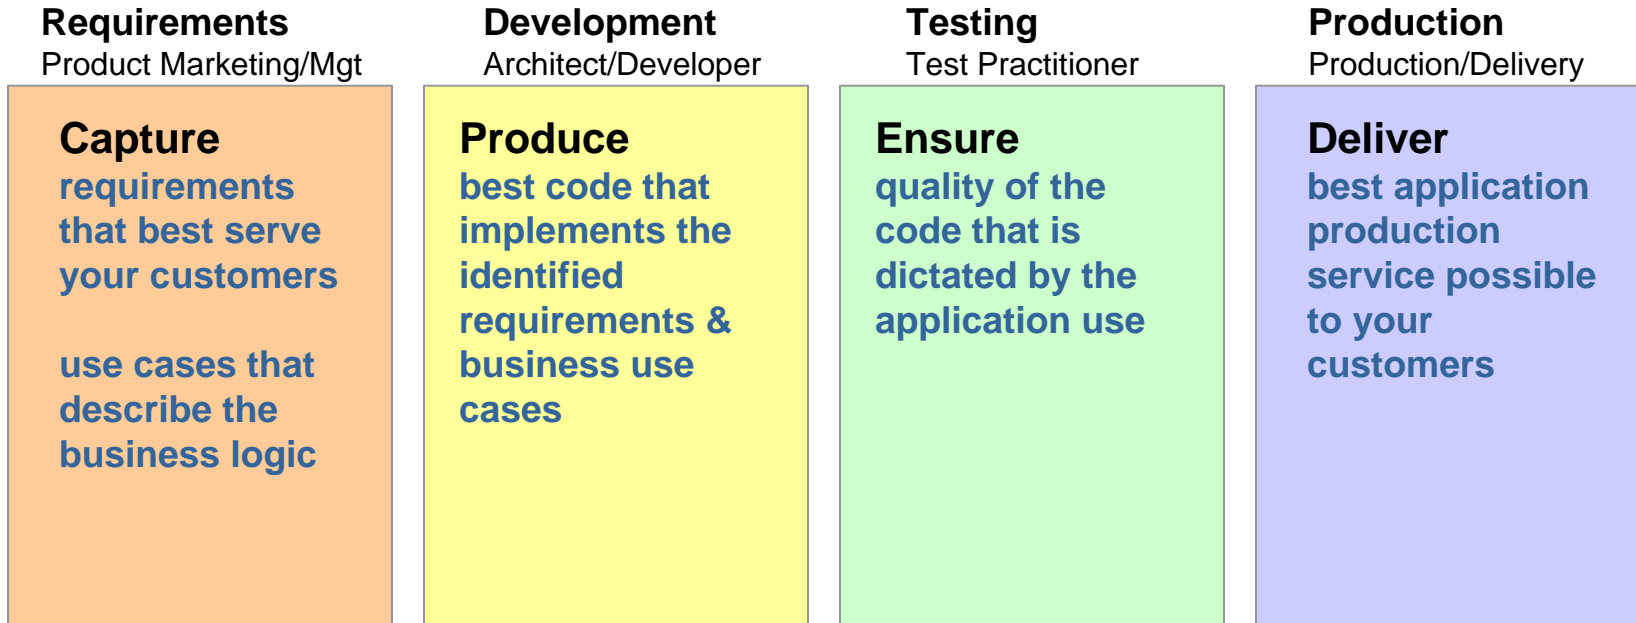 Requirements
Product Marketing/Mgt
Capture
requirements
that best serve
your customers
use cases that
describe the
business logic
Development
Architect/Developer
Produce
best code that
implements the
identified
requirements &
business use
cases
Testing
Test Practitioner
Ensure
quality of the
code that is
dictated by the
application use
Production
Production/Delivery
Deliver
best application
production
service possible
to your
customers